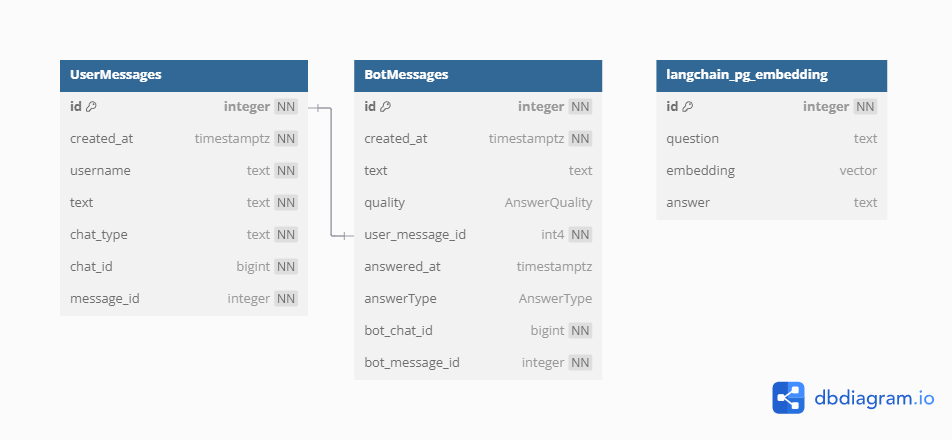 UserMessages
id integer NN
created_at timestamptz NN
username text NN
text text NN
chat_type text NN
chat_id bigint NN
message_id integer NN
BotMessages
id integer NN
created_at timestamptz NN
text text
quality AnswerQuality
user_message_id int4 NN
answered_at timestamptz
answerType AnswerType
bot_chat_id bigint NN
bot_message_id integer NN
langchain_pg_embedding
id integer NN
question text
embedding vector
answer text
dbdiagram.io